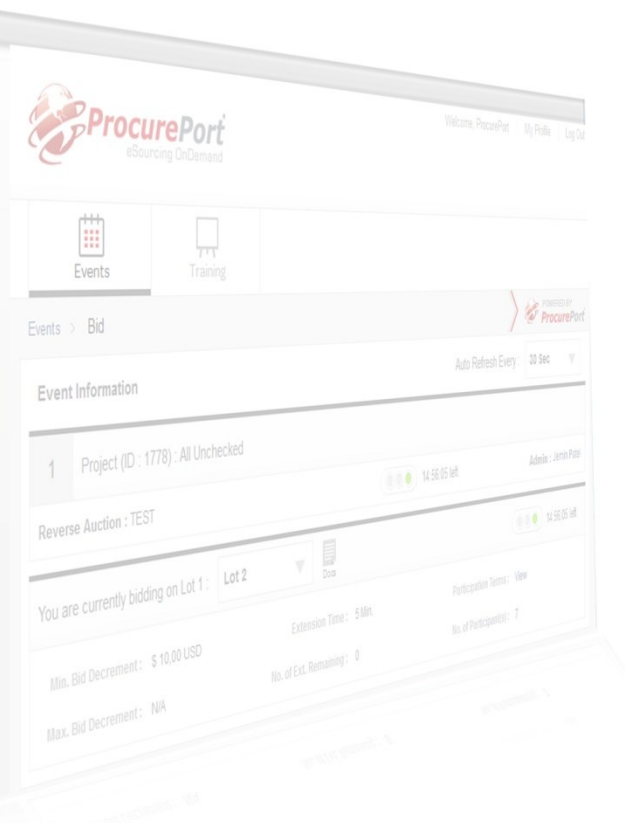 ProcurePort
eSourcing OnDemand
Welcome, ProcurePort My Profile Log Out
Events Training
Events > Bid
POWERED BY
ProcurePort
Event Information
Auto Refresh Every : 30 Sec
1 Project (ID : 1778) : All Unchecked
Reverse Auction : TEST
14:56:05 left
Admin : Jemin Patel
You are currently bidding on Lot 1 : Lot 2
Docs
14:56:05 left
Min. Bid Decrement : $ 10.00 USD
Extension Time : 5 Min.
Participation Terms : View
Max. Bid Decrement : N/A
No. of Ext. Remaining : 0
No. of Participant(s) : 7